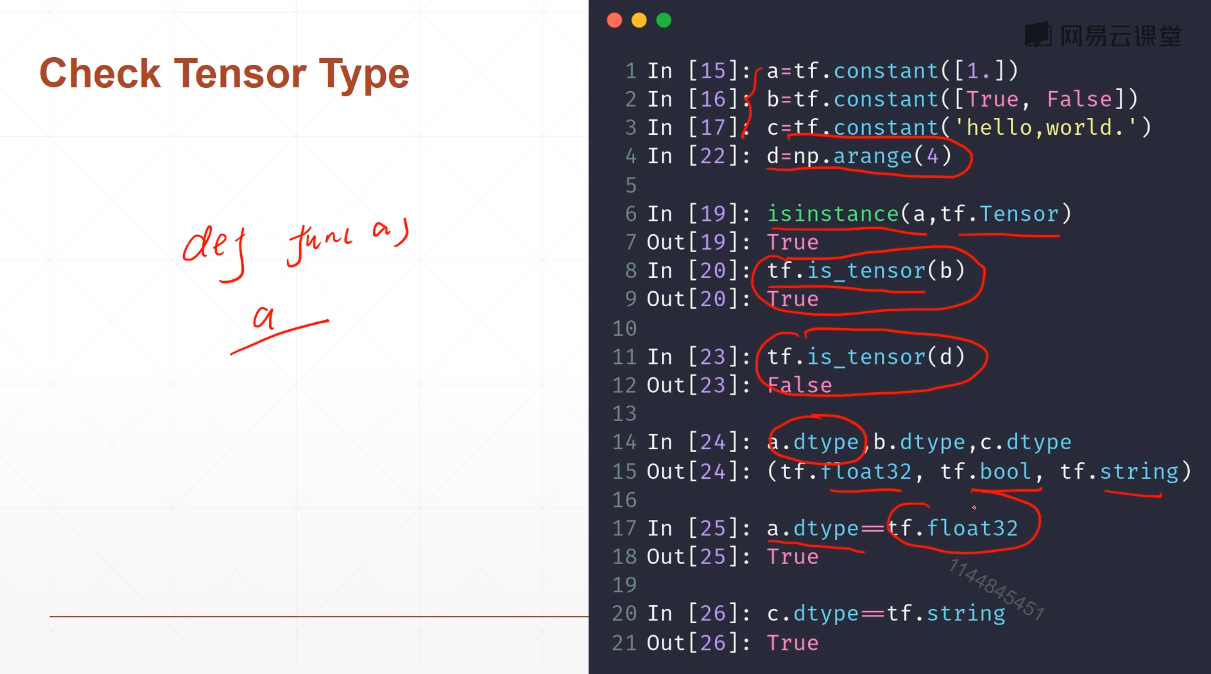 Check Tensor Type
def func a)
a
网易云课堂
1 In [15]: a=tf.constant([1.])
2 In [16]: b=tf.constant([True, False])
3 In [17]: c=tf.constant('hello,world.')
4 In [22]: d=np.arange(4)
5
6 In [19]: isinstance(a,tf.Tensor)
7 Out[19]: True
8 In [20]: tf.is_tensor(b)
9 Out[20]: True
10
11 In [23]: tf.is_tensor(d)
12 Out[23]: False
13
14 In [24]: a.dtype,b.dtype,c.dtype
15 Out[24]: (tf.float32, tf.bool, tf.string)
16
17 In [25]: a.dtype==tf.float32
18 Out[25]: True
19
20 In [26]: c.dtype==tf.string
21 Out[26]: True
1144845451